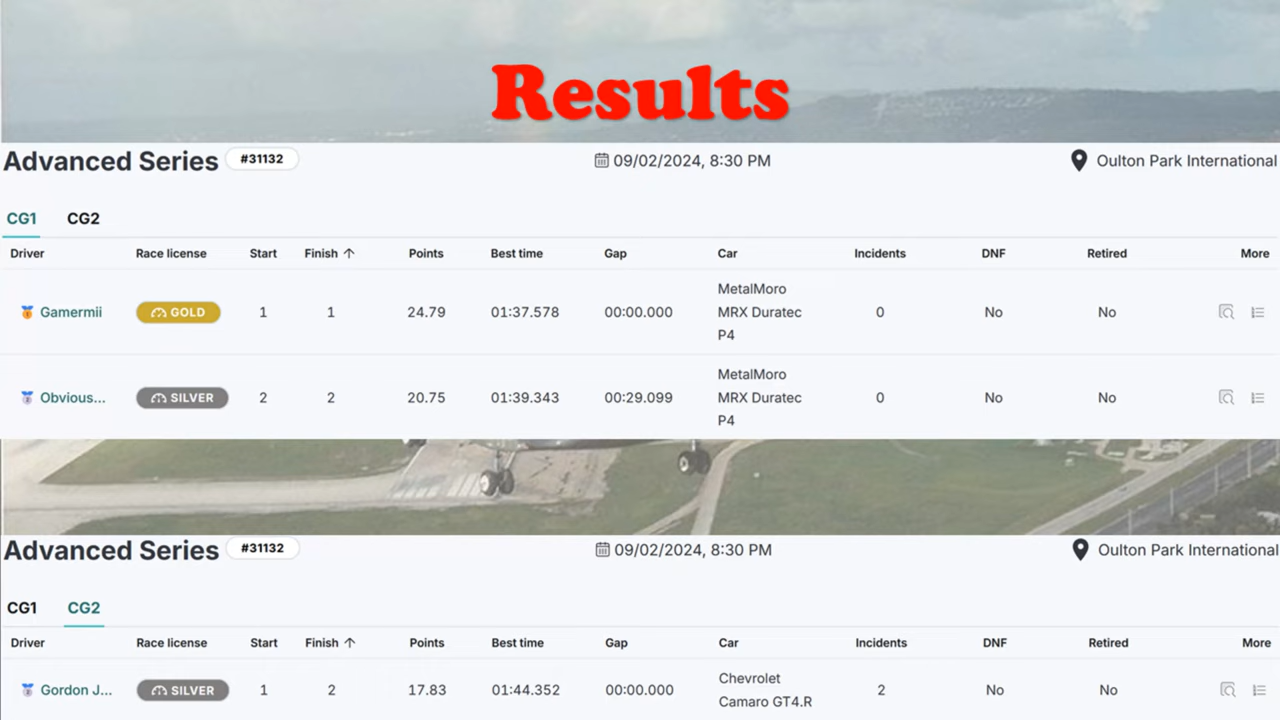 Results
Advanced Series #31132 09/02/2024, 8:30 PM Oulton Park International
CG1 CG2
Driver Race license Start Finish ↑ Points Best time Gap Car Incidents DNF Retired More
Gamermii GOLD 1 1 24.79 01:37.578 00:00.000 MetalMoro
MRX Duratec
P4 0 No No
Obvious... SILVER 2 2 20.75 01:39.343 00:29.099 MetalMoro
MRX Duratec
P4 0 No No
Advanced Series #31132 09/02/2024, 8:30 PM Oulton Park International
CG1 CG2
Driver Race license Start Finish ↑ Points Best time Gap Car Incidents DNF Retired More
Gordon J... SILVER 1 2 17.83 01:44.352 00:00.000 Chevrolet
Camaro GT4.R 2 No No